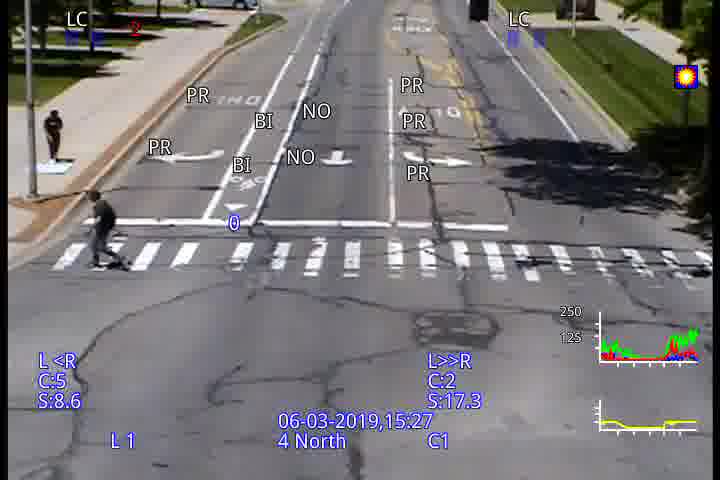 LC
2
LC
PR
PR
NO
BI
PR
PR
NO
BI
PR
0
250
125
L <R
C:5
S:8.6
L>>R
C:2
S:17.3
06-03-2019,15:27
L 1
4 North
C1